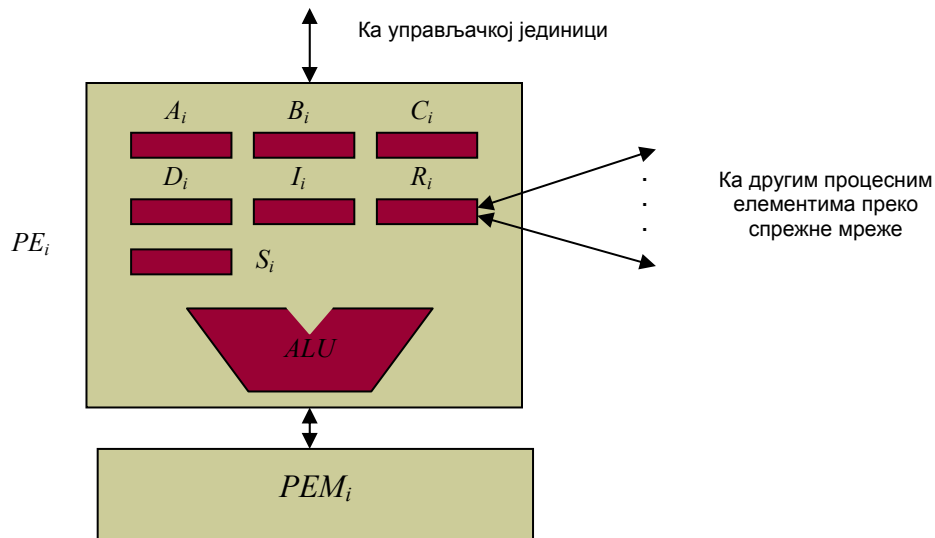 Ка управљачкој јединици
A_i B_i C_i
D_i I_i R_i
Ка другим процесним
елементима преко
спрежне мреже
PE_i
S_i
ALU
PEM_i